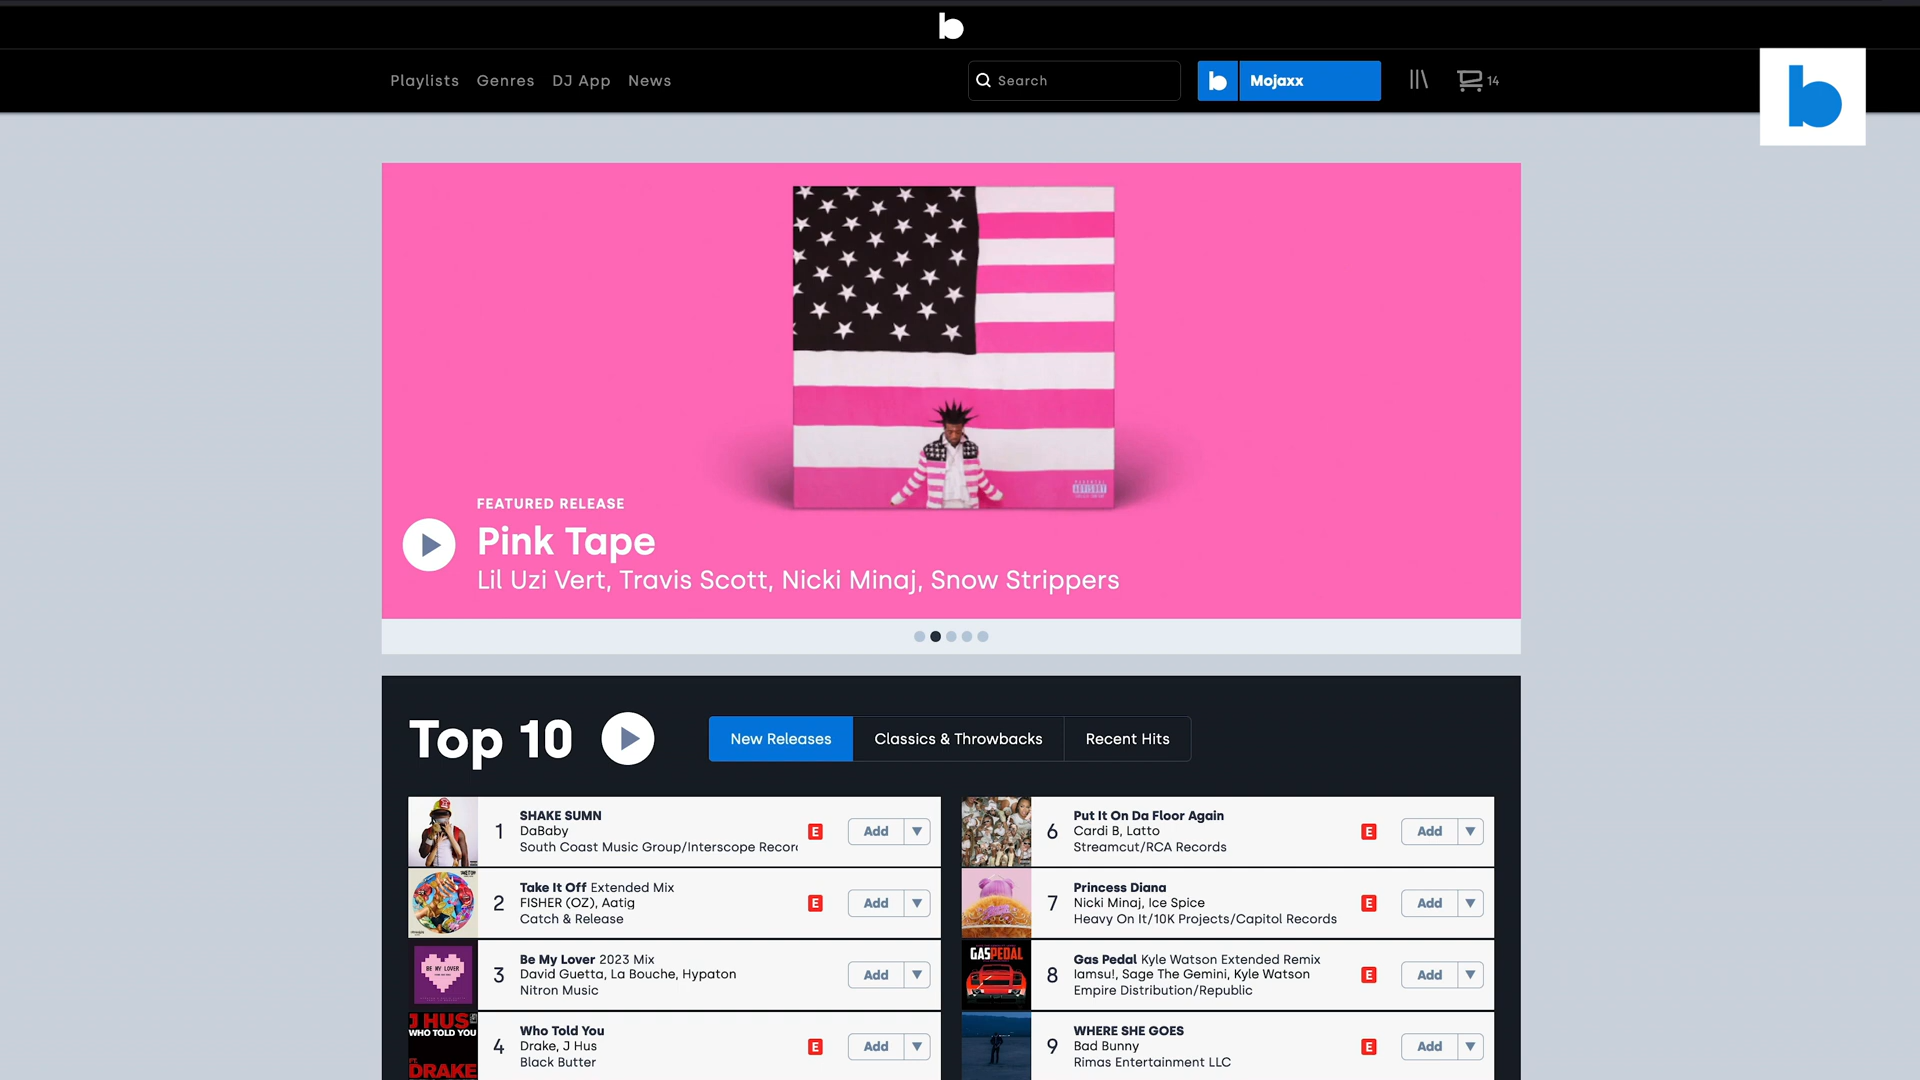 b
Playlists
Genres
DJ App
News
Search
b
Mojaxx
14
b
PARENTAL
ADVISORY
EXPLICIT CONTENT
FEATURED RELEASE
Pink Tape
Lil Uzi Vert, Travis Scott, Nicki Minaj, Snow Strippers
Top 10
New Releases
Classics & Throwbacks
Recent Hits
1
SHAKE SUMN
DaBaby
South Coast Music Group/Interscope Recor
E
Add
2
Take It Off Extended Mix
FISHER (OZ), Aatig
Catch & Release
E
Add
BE MY LOVER
3
Be My Lover 2023 Mix
David Guetta, La Bouche, Hypaton
Nitron Music
Add
J HUS
WHO TOLD YOU
DRAKE
4
Who Told You
Drake, J Hus
Black Butter
E
Add
6
Put It On Da Floor Again
Cardi B, Latto
Streamcut/RCA Records
E
Add
7
Princess Diana
Nicki Minaj, Ice Spice
Heavy On It/10K Projects/Capitol Records
E
Add
GASPEDAL
8
Gas Pedal Kyle Watson Extended Remix
Iamsu!, Sage The Gemini, Kyle Watson
Empire Distribution/Republic
E
Add
9
WHERE SHE GOES
Bad Bunny
Rimas Entertainment LLC
E
Add